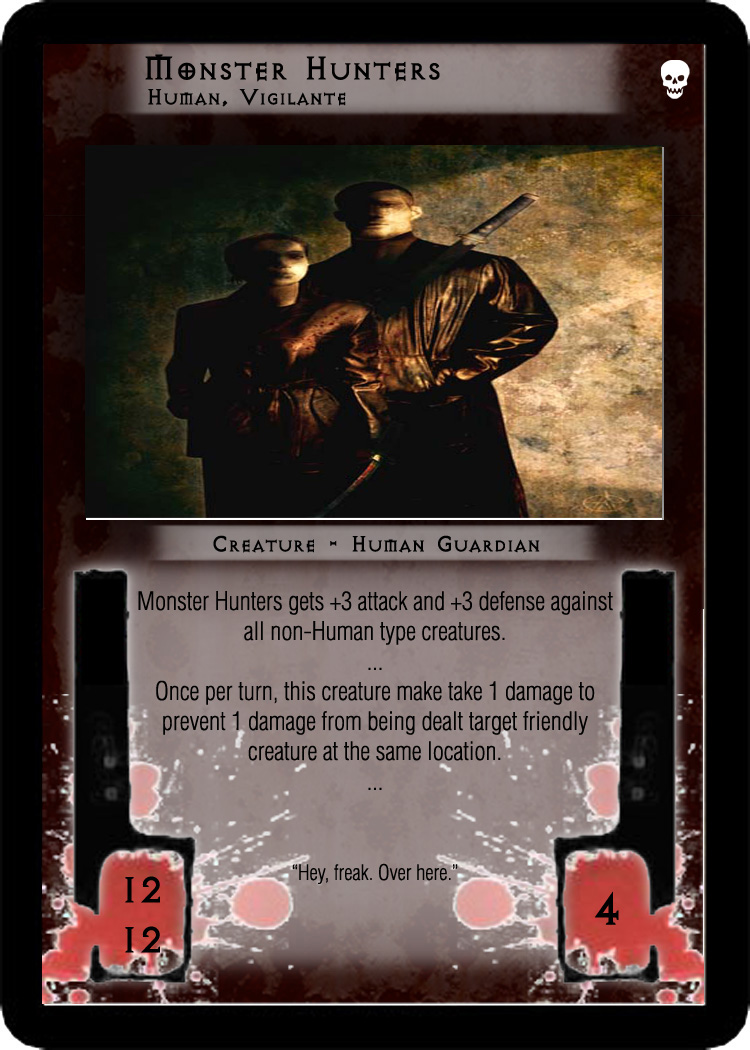 Monster Hunters
Human, Vigilante
Creature - Human Guardian
Monster Hunters gets +3 attack and +3 defense against
all non-Human type creatures.
...
Once per turn, this creature make take 1 damage to
prevent 1 damage from being dealt target friendly
creature at the same location.
...
“Hey, freak. Over here.”
12
12
4